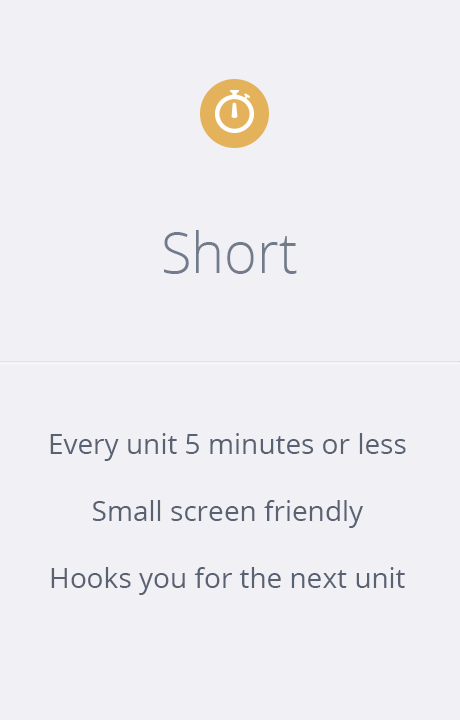 Short
Every unit 5 minutes or less
Small screen friendly
Hooks you for the next unit